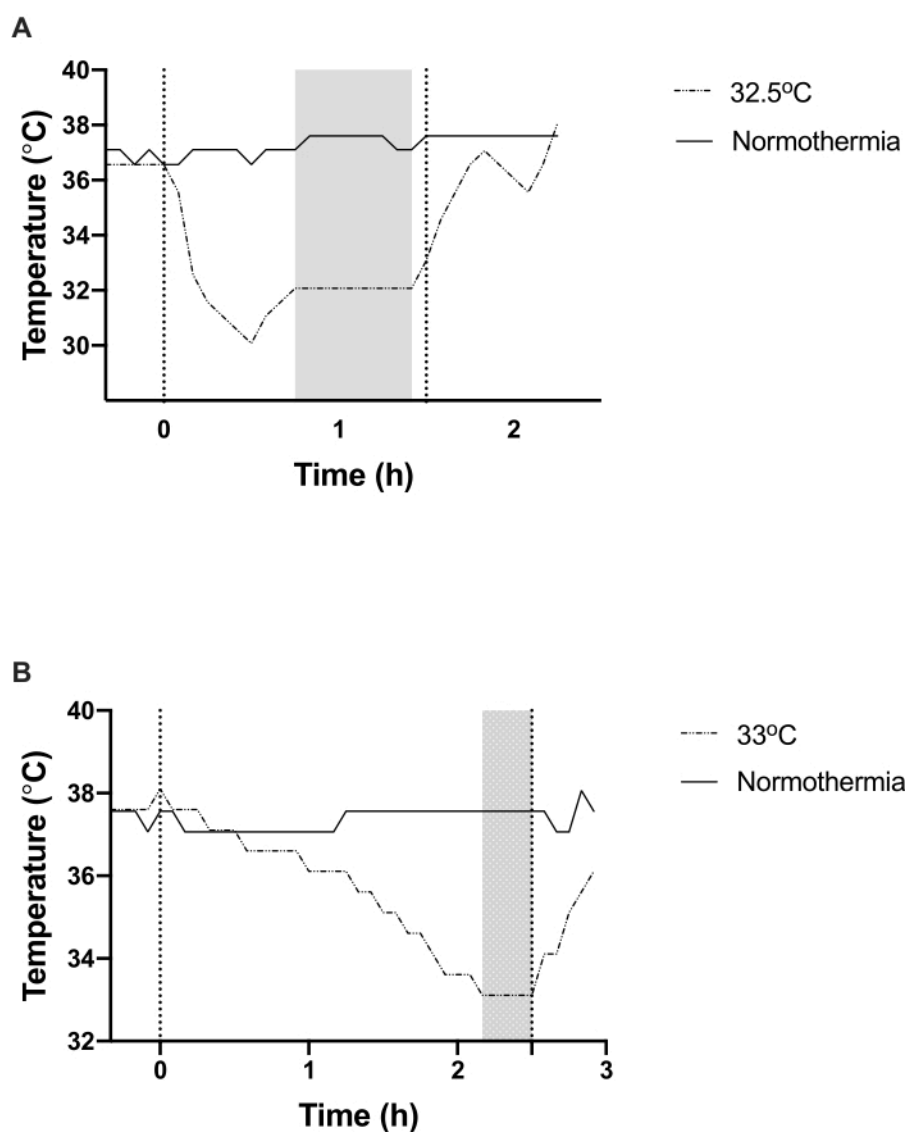 A
40
38
36
34
32
30
Temperature (°C)
0 1 2
Time (h)
32.5ºC
Normothermia
B
40
38
36
34
32
Temperature (°C)
0 1 2 3
Time (h)
33ºC
Normothermia